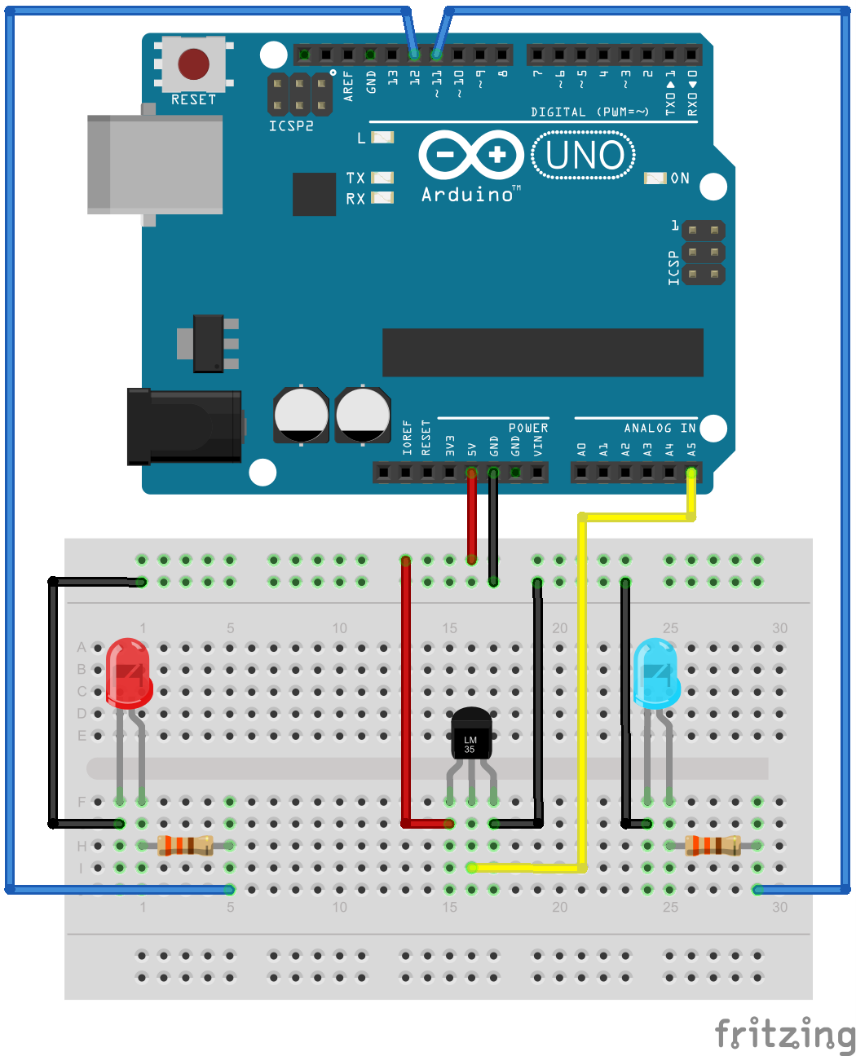 RESET
ICSP2
AREF
GND
13
12
~11
~10
~9
8
7
~6
~5
4
~3
2
TX0 ▶ 1
RX0 ◀ 0
DIGITAL (PWM=~)
L
TX
RX
Arduino™
UNO
ON
1
ICSP
IOREF
RESET
3V3
5V
GND
GND
VIN
POWER
A0
A1
A2
A3
A4
A5
ANALOG IN
1 5 10 15 20 25 30
A
B
C
D
E
LM
35
F
H
I
1 5 10 15 20 25 30
fritzing